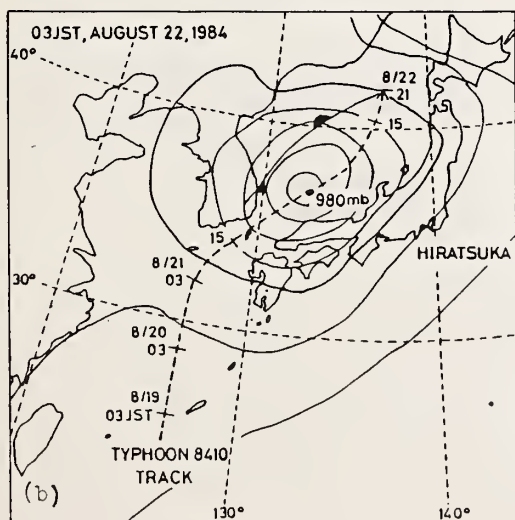 03JST, AUGUST 22, 1984
40°
8/22
21
15
980mb
15
HIRATSUKA
8/21
03
30°
8/20
03
8/19
03JST
TYPHOON 8410
TRACK
(b)
130°
140°